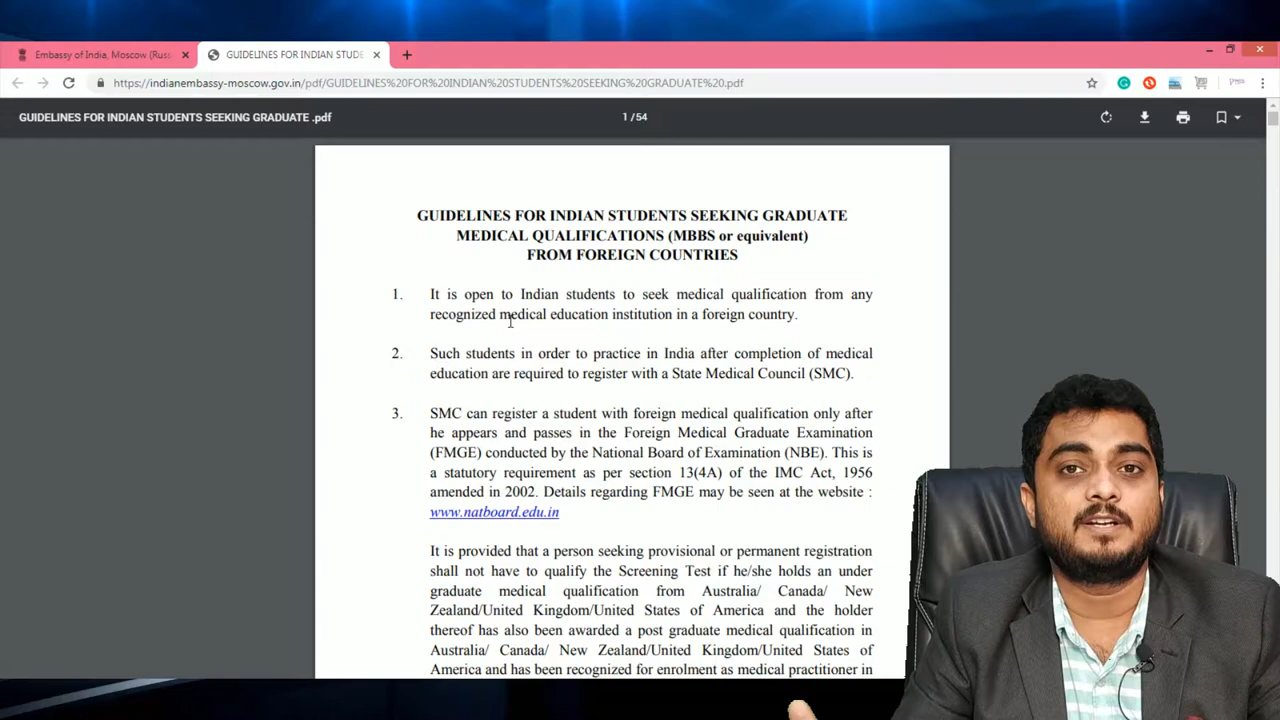 Embassy of India, Moscow (Russ
GUIDELINES FOR INDIAN STUDE
https://indianembassy-moscow.gov.in/pdf/GUIDELINES%20FOR%20INDIAN%20STUDENTS%20SEEKING%20GRADUATE%20.pdf
GUIDELINES FOR INDIAN STUDENTS SEEKING GRADUATE .pdf
1 / 54
GUIDELINES FOR INDIAN STUDENTS SEEKING GRADUATE
MEDICAL QUALIFICATIONS (MBBS or equivalent)
FROM FOREIGN COUNTRIES
1. It is open to Indian students to seek medical qualification from any
recognized medical education institution in a foreign country.
2. Such students in order to practice in India after completion of medical
education are required to register with a State Medical Council (SMC).
3. SMC can register a student with foreign medical qualification only after
he appears and passes in the Foreign Medical Graduate Examination
(FMGE) conducted by the National Board of Examination (NBE). This is
a statutory requirement as per section 13(4A) of the IMC Act, 1956
amended in 2002. Details regarding FMGE may be seen at the website :
www.natboard.edu.in
It is provided that a person seeking provisional or permanent registration
shall not have to qualify the Screening Test if he/she holds an under
graduate medical qualification from Australia/ Canada/ New
Zealand/United Kingdom/United States of America and the holder
thereof has also been awarded a post graduate medical qualification in
Australia/ Canada/ New Zealand/United Kingdom/United States of
America and has been recognized for enrolment as medical practitioner in